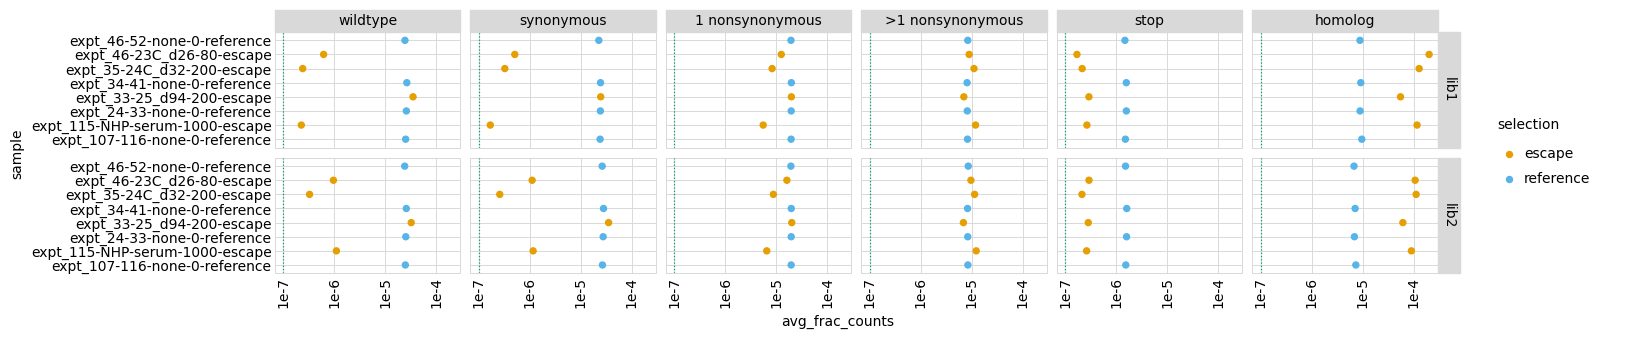 wildtype synonymous 1 nonsynonymous >1 nonsynonymous stop homolog
expt_46-52-none-0-reference
expt_46-23C_d26-80-escape
expt_35-24C_d32-200-escape
expt_34-41-none-0-reference
expt_33-25_d94-200-escape
expt_24-33-none-0-reference
expt_115-NHP-serum-1000-escape
expt_107-116-none-0-reference
lib1
sample
expt_46-52-none-0-reference
expt_46-23C_d26-80-escape
expt_35-24C_d32-200-escape
expt_34-41-none-0-reference
expt_33-25_d94-200-escape
expt_24-33-none-0-reference
expt_115-NHP-serum-1000-escape
expt_107-116-none-0-reference
lib2
1e-7 1e-6 1e-5 1e-4 1e-7 1e-6 1e-5 1e-4 1e-7 1e-6 1e-5 1e-4 1e-7 1e-6 1e-5 1e-4 1e-7 1e-6 1e-5 1e-4 1e-7 1e-6 1e-5 1e-4
avg_frac_counts
selection
escape
reference